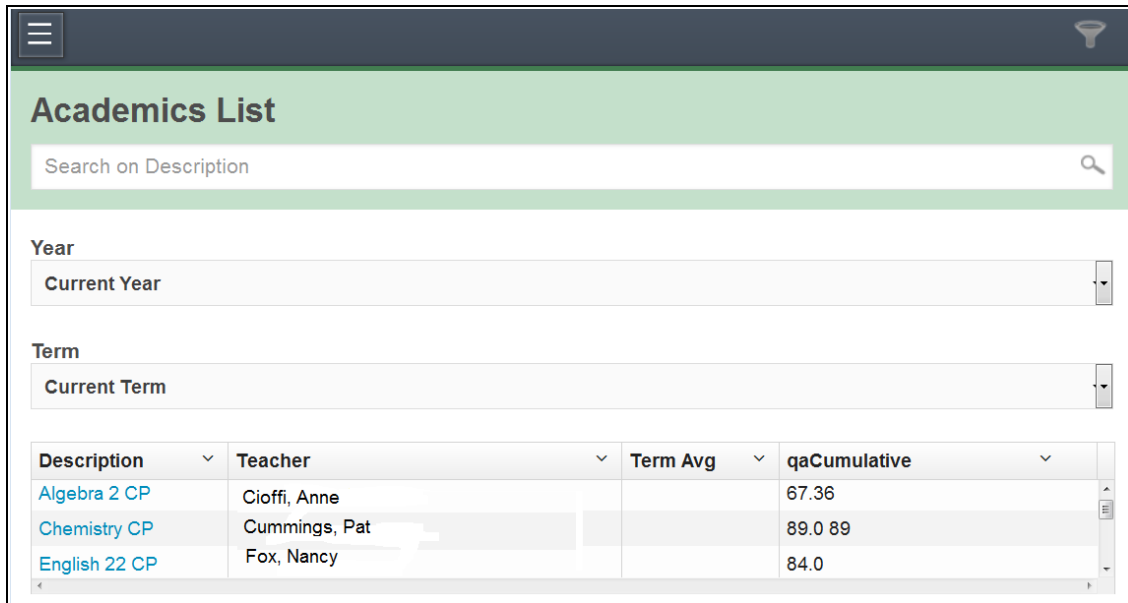 Academics List
Search on Description
Year
Current Year
Term
Current Term
Description Teacher Term Avg qaCumulative
Algebra 2 CP Cioffi, Anne 67.36
Chemistry CP Cummings, Pat 89.0 89
English 22 CP Fox, Nancy 84.0